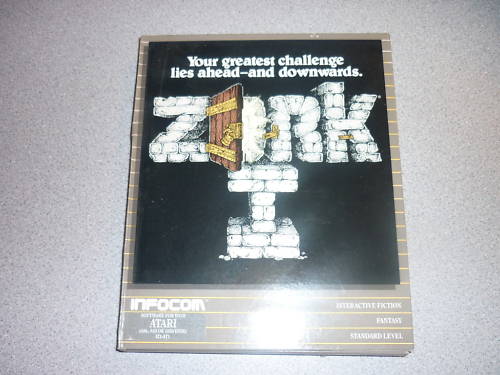 Your greatest challenge
lies ahead—and downwards.
ZORK
I
INFOCOM
INTERACTIVE FICTION
SOFTWARE FOR YOUR
ATARI
FANTASY
STANDARD LEVEL